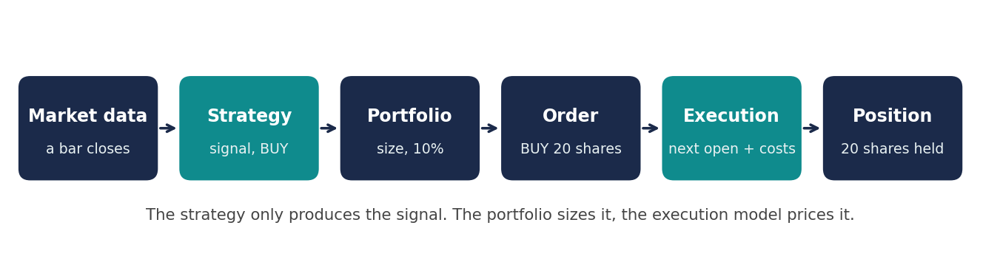 Market data
a bar closes
Strategy
signal, BUY
Portfolio
size, 10%
Order
BUY 20 shares
Execution
next open + costs
Position
20 shares held
The strategy only produces the signal. The portfolio sizes it, the execution model prices it.